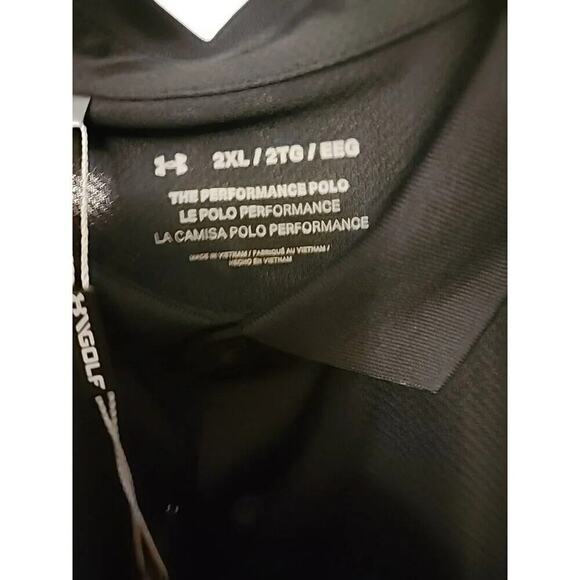 2XL / 2TG / EEG
THE PERFORMANCE POLO
LE POLO PERFORMANCE
LA CAMISA POLO PERFORMANCE
MADE IN VIETNAM / FABRIQUÉ AU VIETNAM /
HECHO EN VIETNAM
GOLF